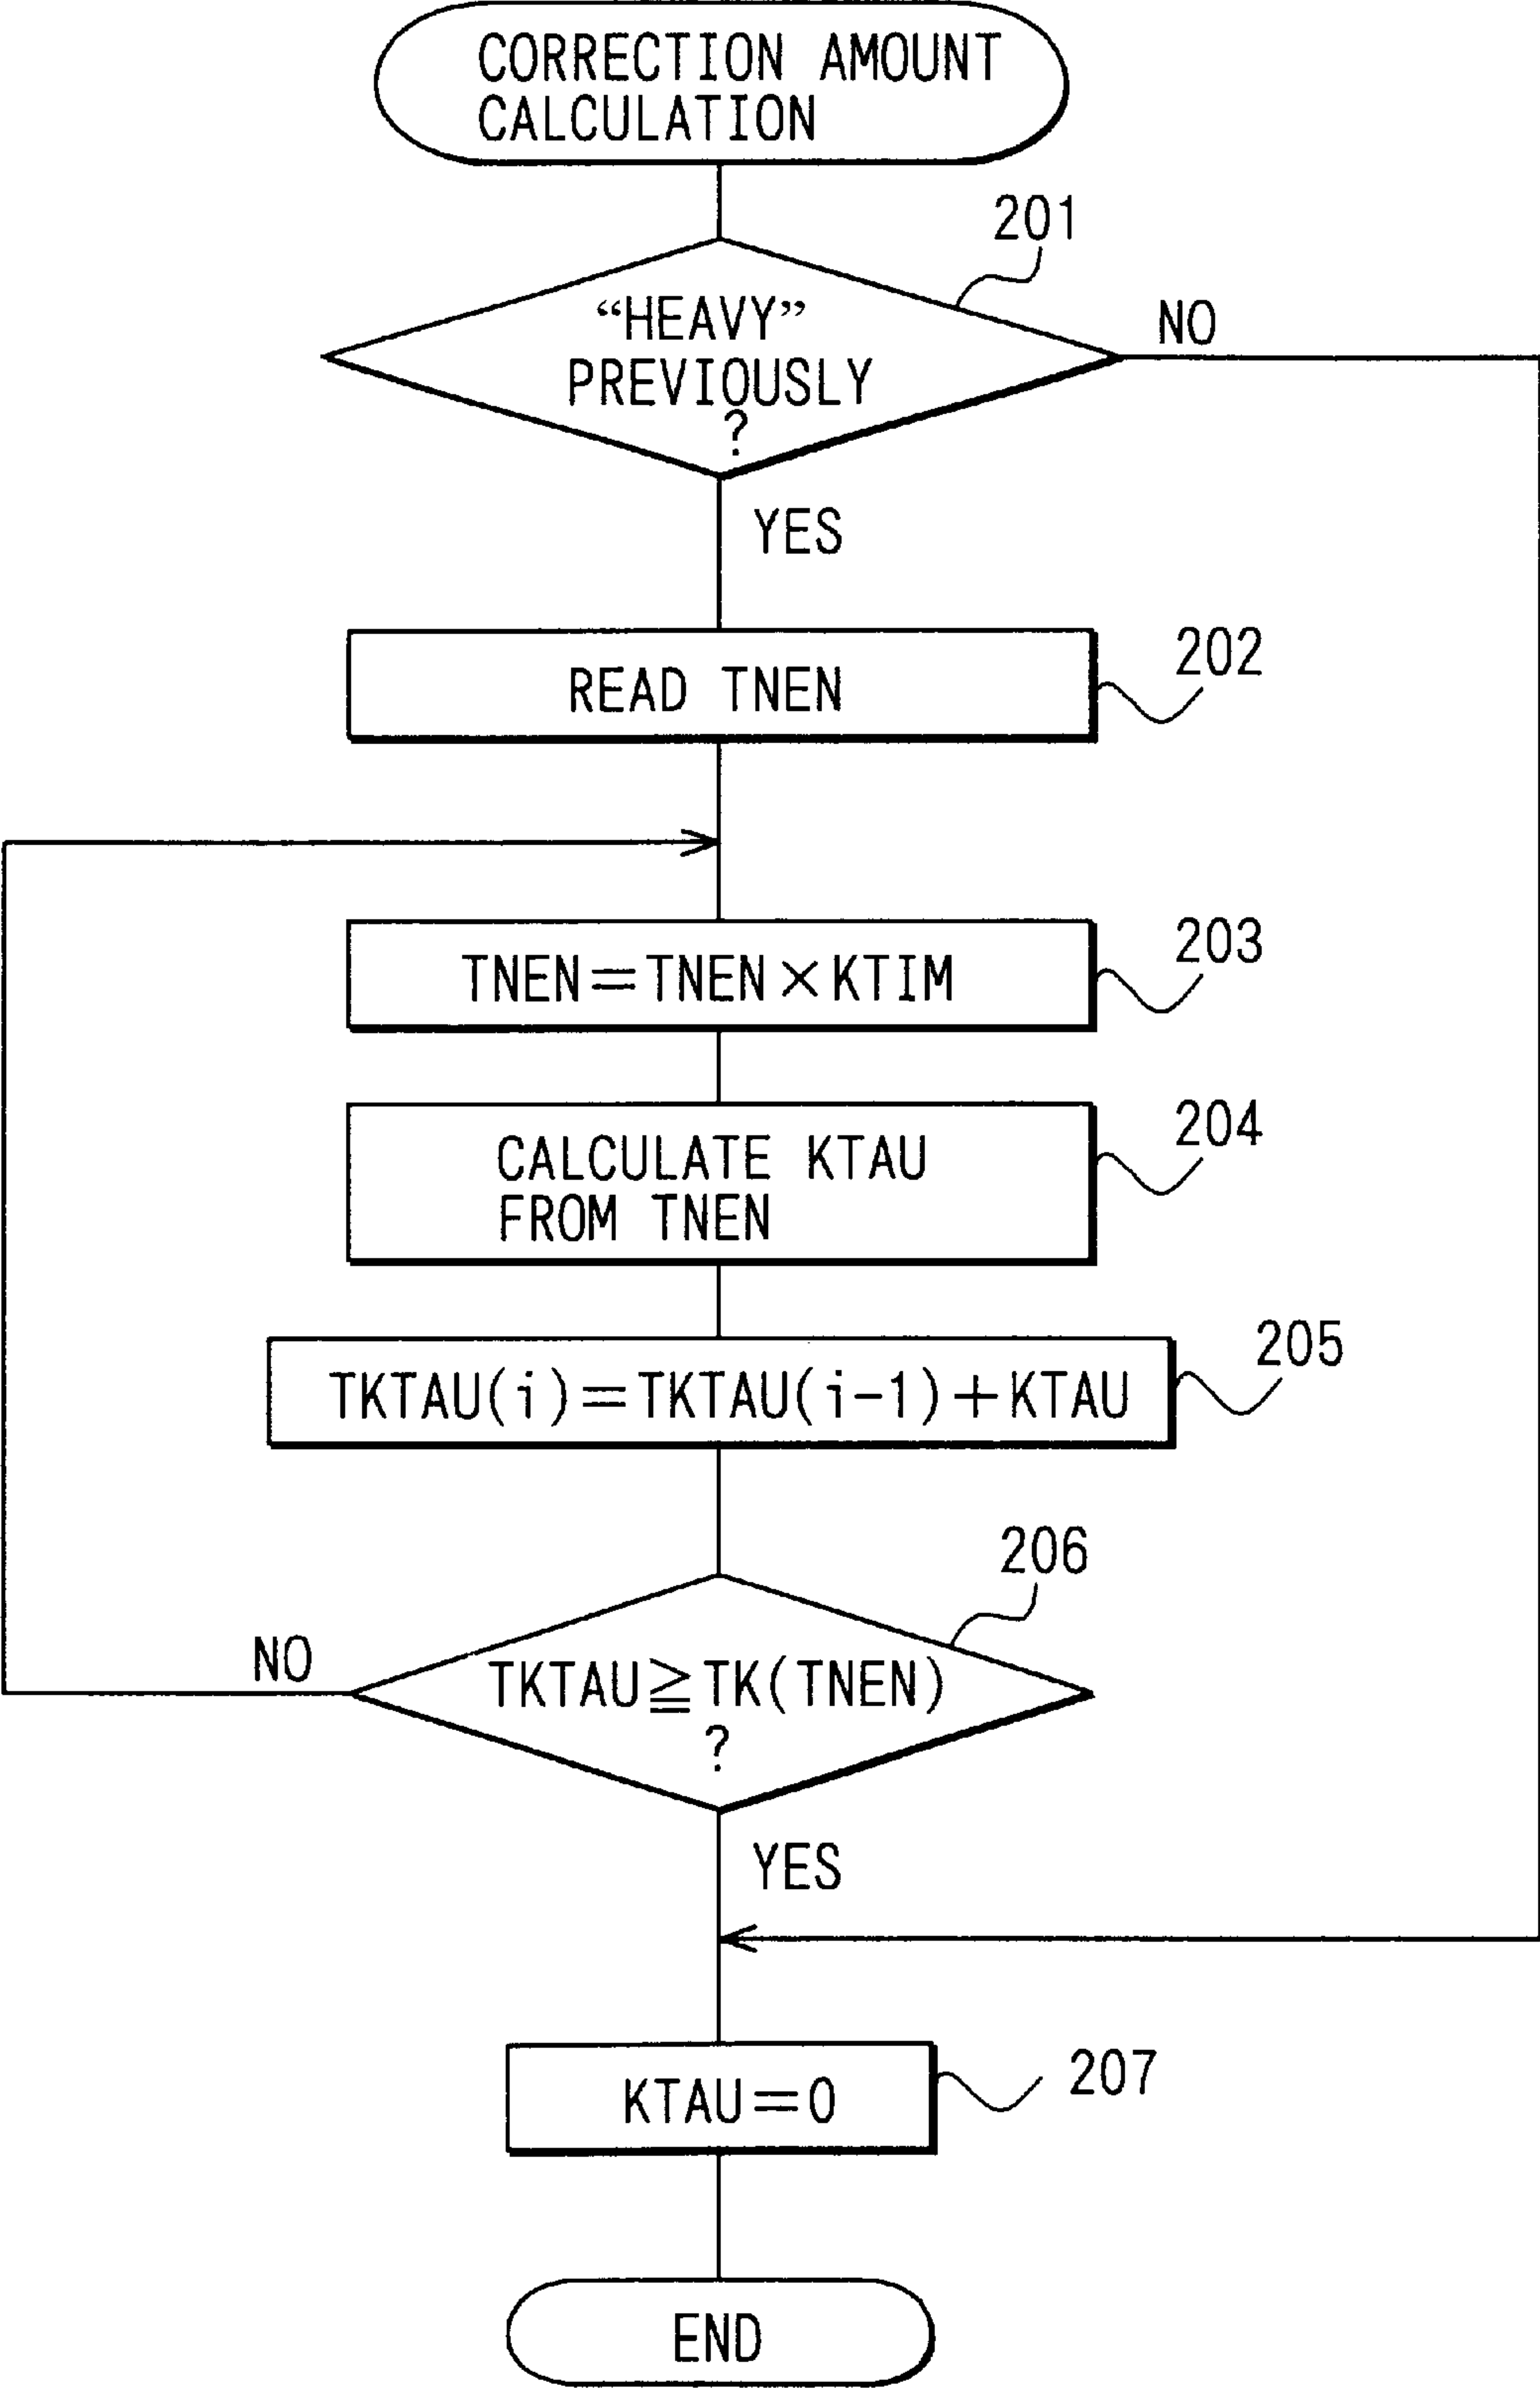 CORRECTION AMOUNT
CALCULATION
201
“HEAVY”
PREVIOUSLY
?
NO
YES
202
READ TNEN
203
TNEN=TNEN×KTIM
204
CALCULATE KTAU
FROM TNEN
205
TKTAU(i)=TKTAU(i-1)+KTAU
206
NO
TKTAU≧TK(TNEN)
?
YES
207
KTAU=0
END